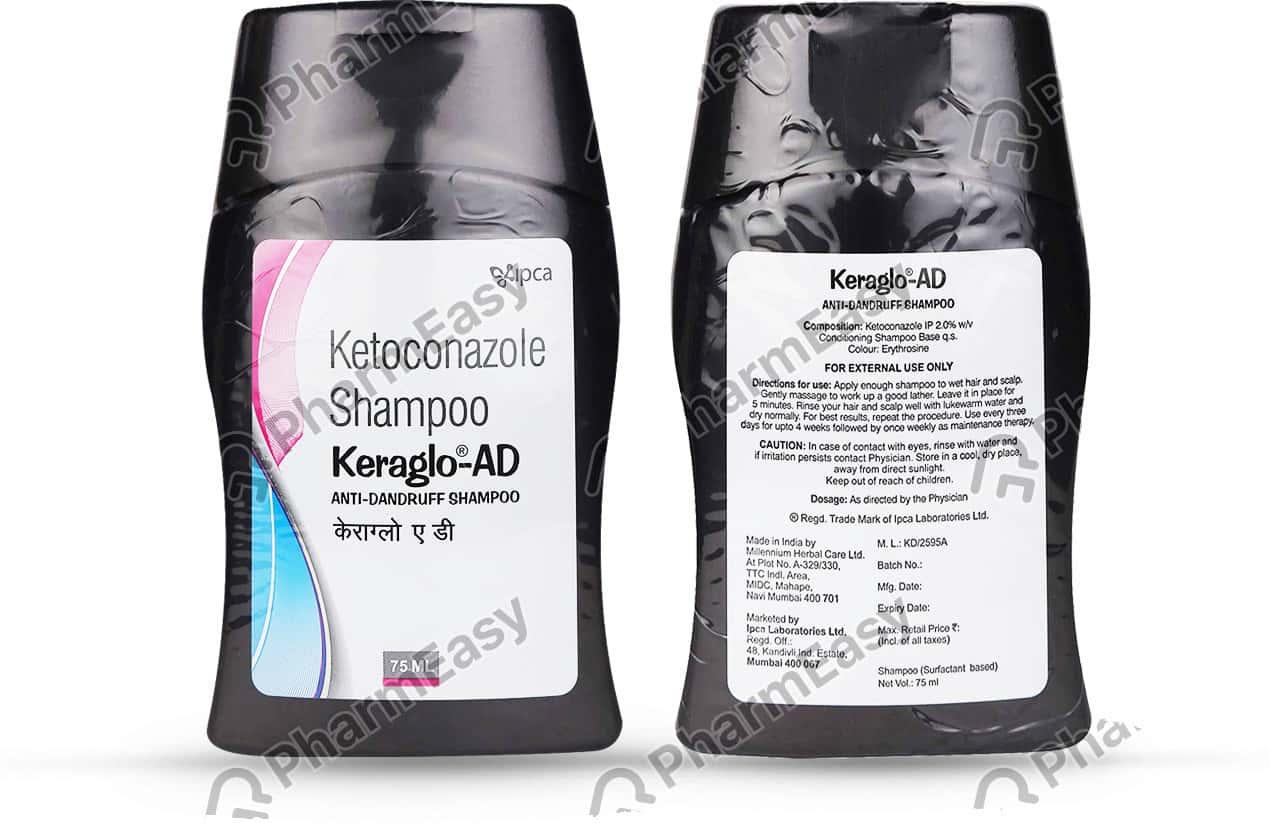 Ipca
Ketoconazole
Shampoo
Keraglo®-AD
ANTI-DANDRUFF SHAMPOO
केराग्लो ए डी
75 ML
Keraglo®-AD
ANTI-DANDRUFF SHAMPOO
Composition: Ketoconazole IP 2.0% w/v
Conditioning Shampoo Base q.s.
Colour: Erythrosine
FOR EXTERNAL USE ONLY
Directions for use: Apply enough shampoo to wet hair and scalp.
Gently massage to work up a good lather. Leave it in place for
5 minutes. Rinse your hair and scalp well with lukewarm water and
dry normally. For best results, repeat the procedure. Use every three
days for upto 4 weeks followed by once weekly as maintenance therapy.
CAUTION: In case of contact with eyes, rinse with water and
if irritation persists contact Physician. Store in a cool, dry place,
away from direct sunlight.
Keep out of reach of children.
Dosage: As directed by the Physician
® Regd. Trade Mark of Ipca Laboratories Ltd.
Made in India by
Millennium Herbal Care Ltd.
At Plot No. A-329/330,
TTC Indl. Area,
MIDC, Mahape,
Navi Mumbai 400 701
Marketed by
Ipca Laboratories Ltd.
Regd. Off.:
48, Kandivli Ind. Estate,
Mumbai 400 067
M. L.: KD/2595A
Batch No.:
Mfg. Date:
Expiry Date:
Max. Retail Price ₹:
(Incl. of all taxes)
Shampoo (Surfactant based)
Net Vol.: 75 ml
PharmEasy
PharmEasy
PharmEasy
PharmEasy
PharmEasy
PharmEasy